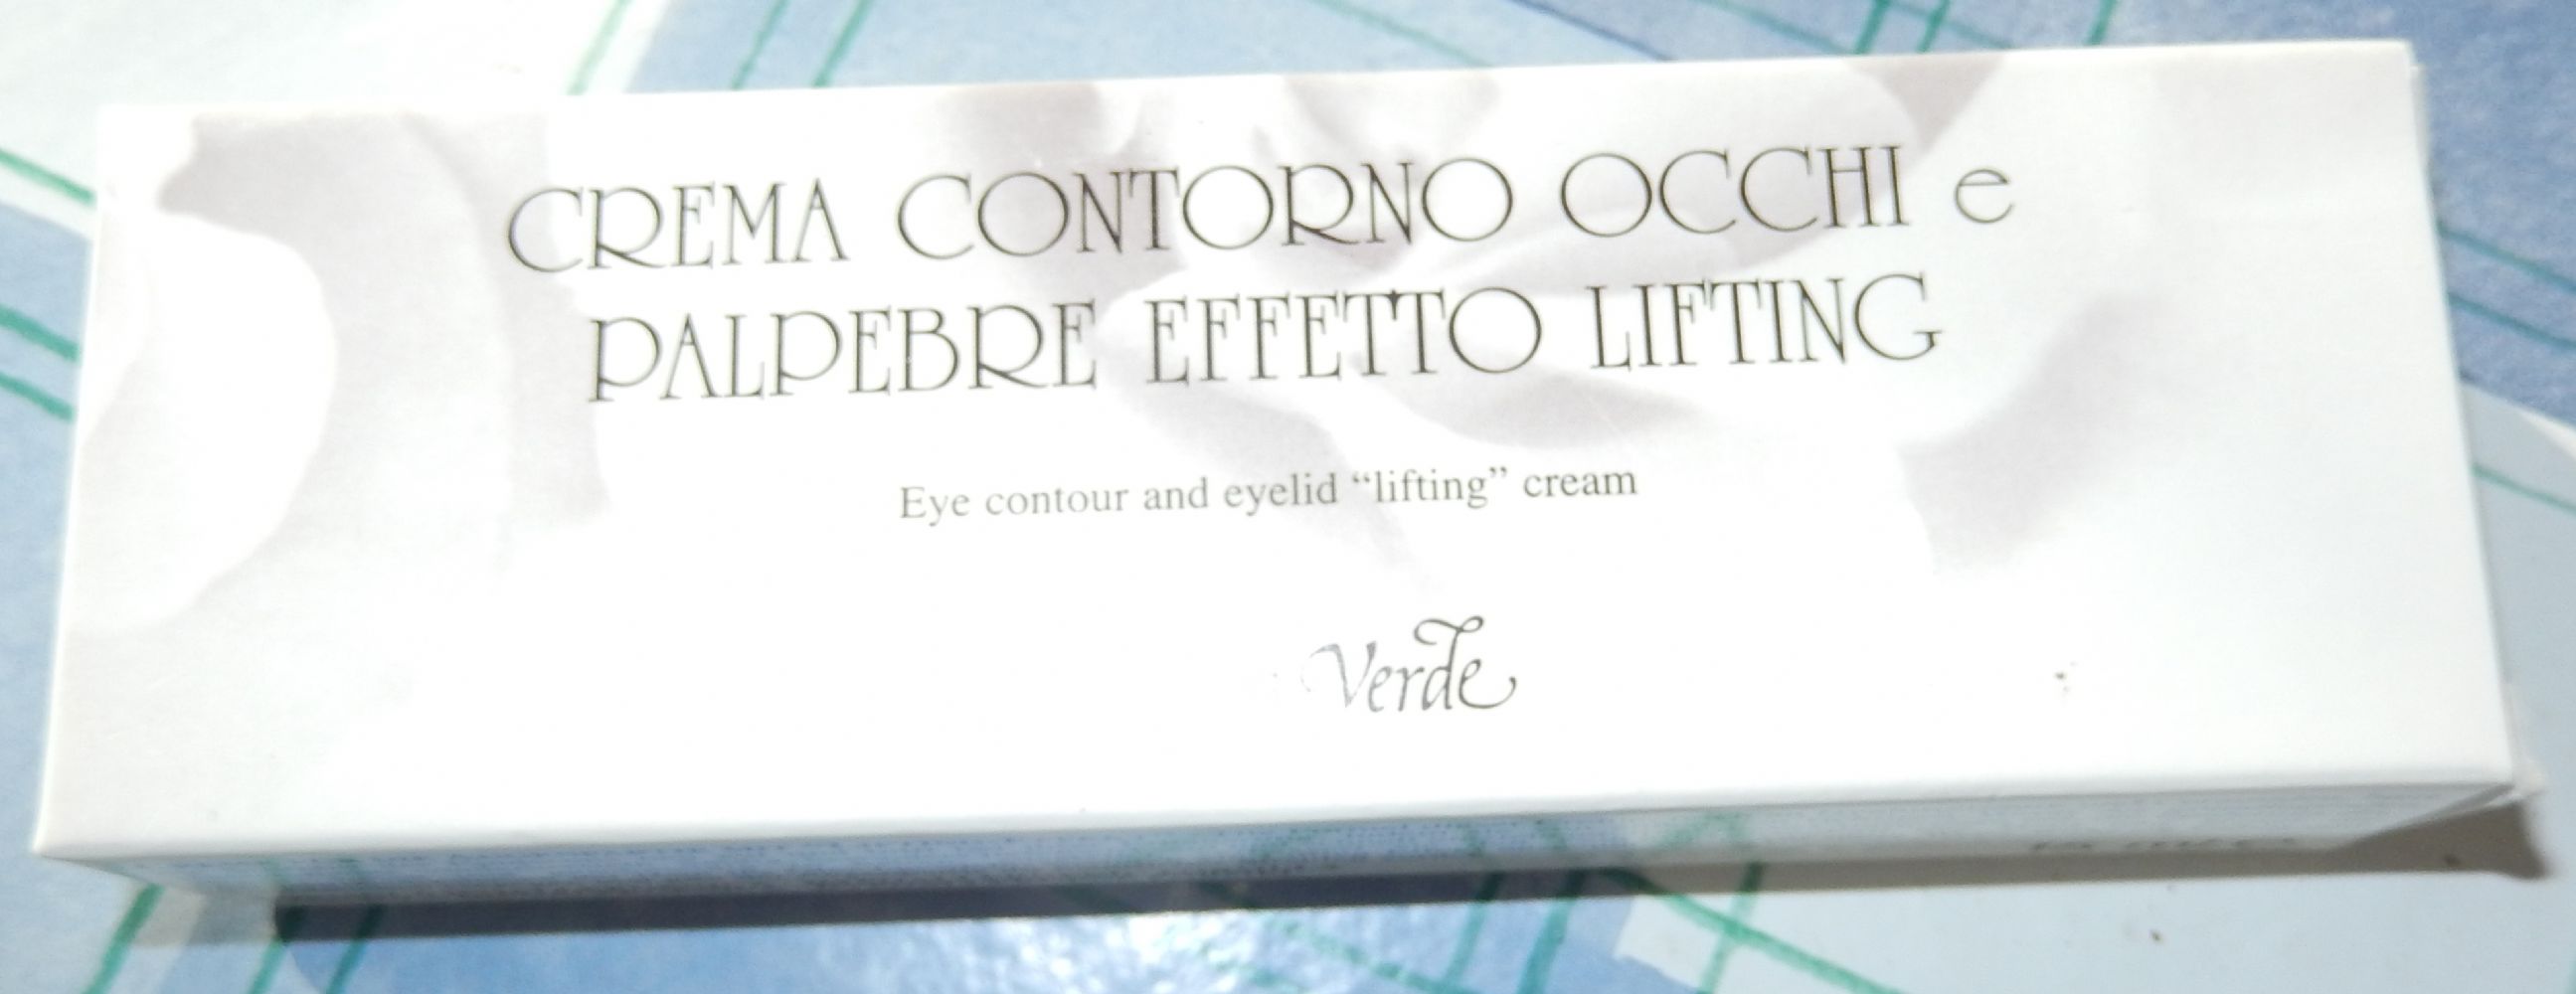 CREMA CONTORNO OCCHI e
PALPEBRE EFFETTO LIFTING
Eye contour and eyelid “lifting” cream
Verde